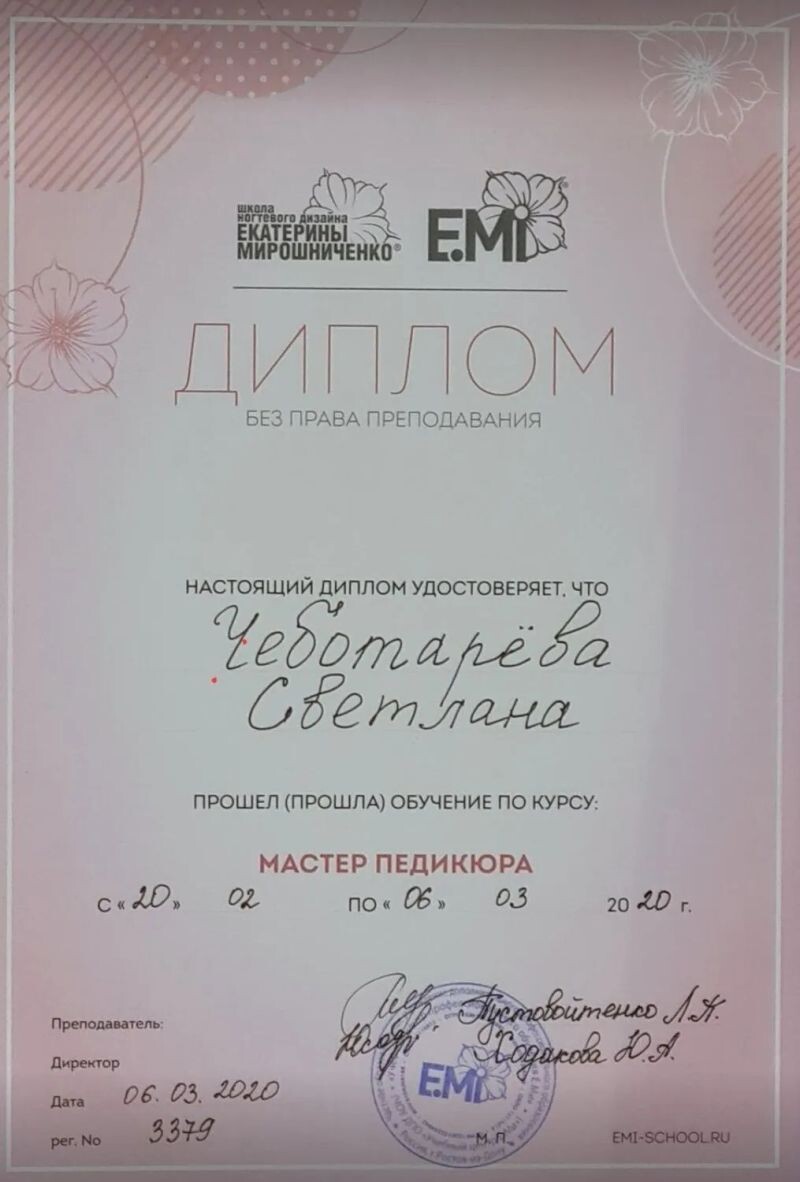 школа
ногтевого дизайна
ЕКАТЕРИНЫ
МИРОШНИЧЕНКО®
E.Mi®
ДИПЛОМ
БЕЗ ПРАВА ПРЕПОДАВАНИЯ
НАСТОЯЩИЙ ДИПЛОМ УДОСТОВЕРЯЕТ, ЧТО
Чеботарёва
Светлана
ПРОШЕЛ (ПРОШЛА) ОБУЧЕНИЕ ПО КУРСУ:
МАСТЕР ПЕДИКЮРА
С «20» 02 ПО «06» 03 2020 г.
Преподаватель: Пустовойтенко Л.Н.
Директор Ходакова Ю.А.
Дата 06.03.2020
E.Mi
рег. No 3379
М.П.
EMI-SCHOOL.RU